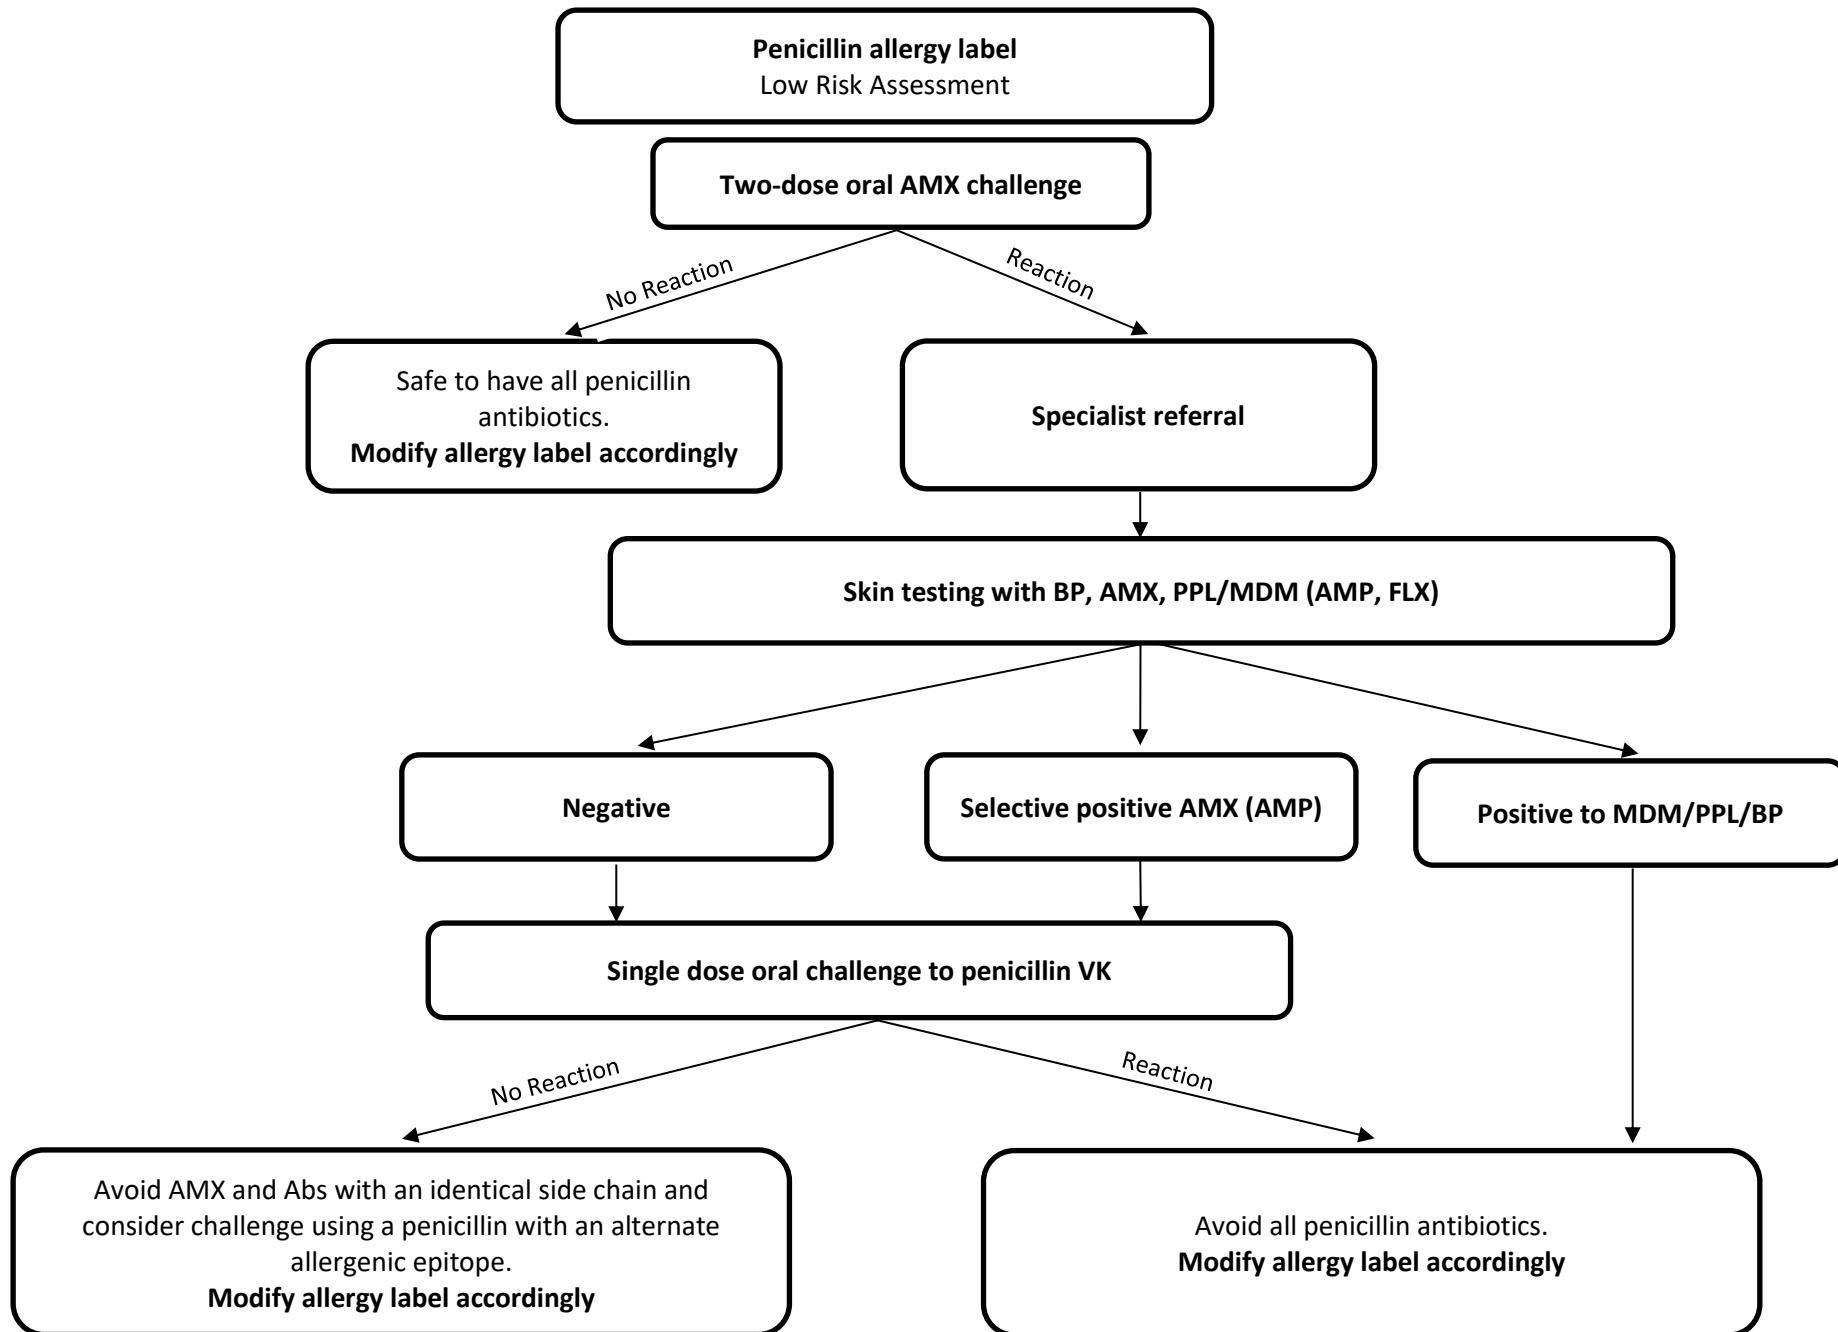 Penicillin allergy label
Low Risk Assessment
Two-dose oral AMX challenge
No Reaction
Reaction
Safe to have all penicillin
antibiotics.
Modify allergy label accordingly
Specialist referral
Skin testing with BP, AMX, PPL/MDM (AMP, FLX)
Negative
Selective positive AMX (AMP)
Positive to MDM/PPL/BP
Single dose oral challenge to penicillin VK
No Reaction
Reaction
Avoid AMX and Abs with an identical side chain and
consider challenge using a penicillin with an alternate
allergenic epitope.
Modify allergy label accordingly
Avoid all penicillin antibiotics.
Modify allergy label accordingly